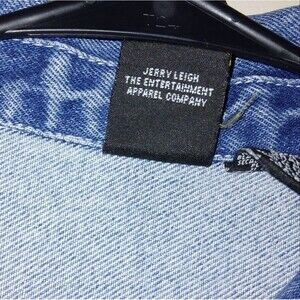 JERRY LEIGH
THE ENTERTAINMENT
APPAREL COMPANY